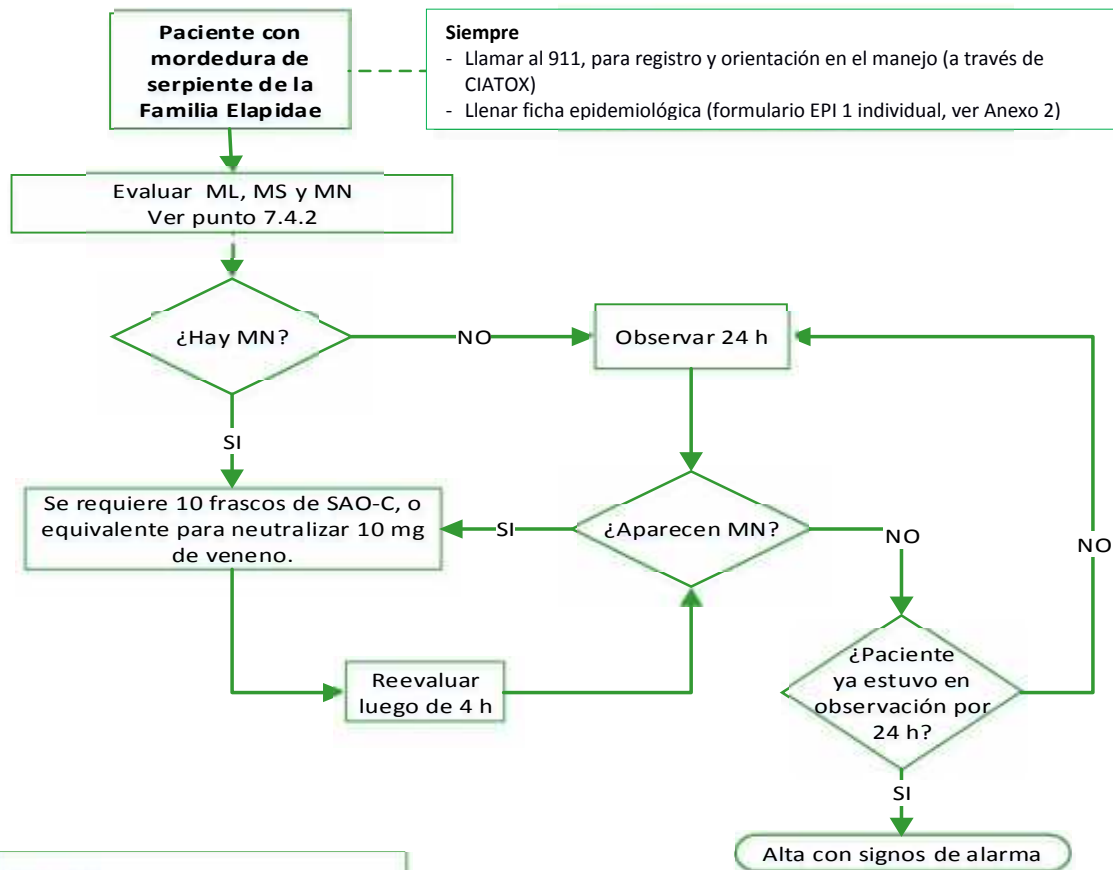 Paciente con
mordedura de
serpiente de la
Familia Elapidae
Siempre
- Llamar al 911, para registro y orientación en el manejo (a través de
CIATOX)
- Llenar ficha epidemiológica (formulario EPI 1 individual, ver Anexo 2)
Evaluar ML, MS y MN
Ver punto 7.4.2
¿Hay MN?
NO
Observar 24 h
SI
Se requiere 10 frascos de SAO-C, o
equivalente para neutralizar 10 mg
de veneno.
SI
¿Aparecen MN?
NO
NO
Reevaluar
luego de 4 h
¿Paciente
ya estuvo en
observación por
24 h?
SI
Alta con signos de alarma